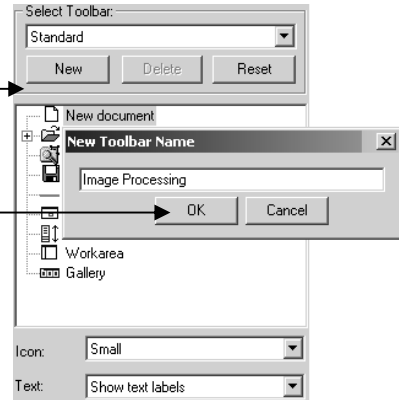 Select Toolbar:
Standard
New Delete Reset
New document
New Toolbar Name
Image Processing
OK Cancel
Workarea
Gallery
Icon: Small
Text: Show text labels